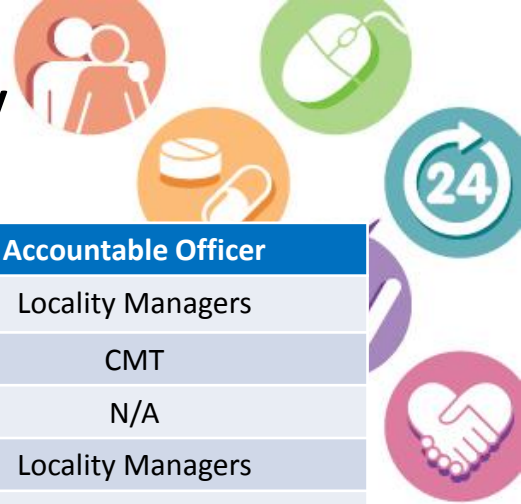 y
24
Accountable Officer
Locality Managers
CMT
N/A
Locality Managers